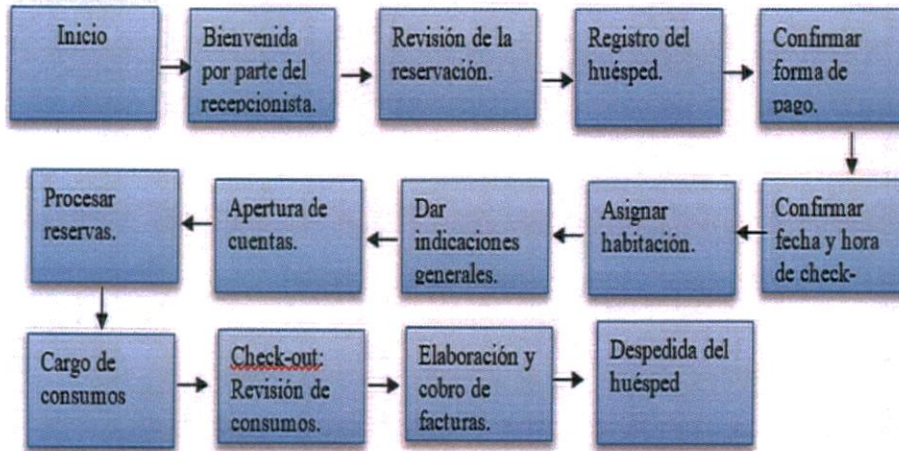 Inicio
Bienvenida
por parte del
recepcionista.
Revisión de la
reservación.
Registro del
huésped.
Confirmar
forma de
pago.
Confirmar
fecha y hora
de check-
Asignar
habitación.
Dar
indicaciones
generales.
Apertura de
cuentas.
Procesar
reservas.
Cargo de
consumos
Check-out:
Revisión de
consumos.
Elaboración y
cobro de
facturas.
Despedida del
huésped